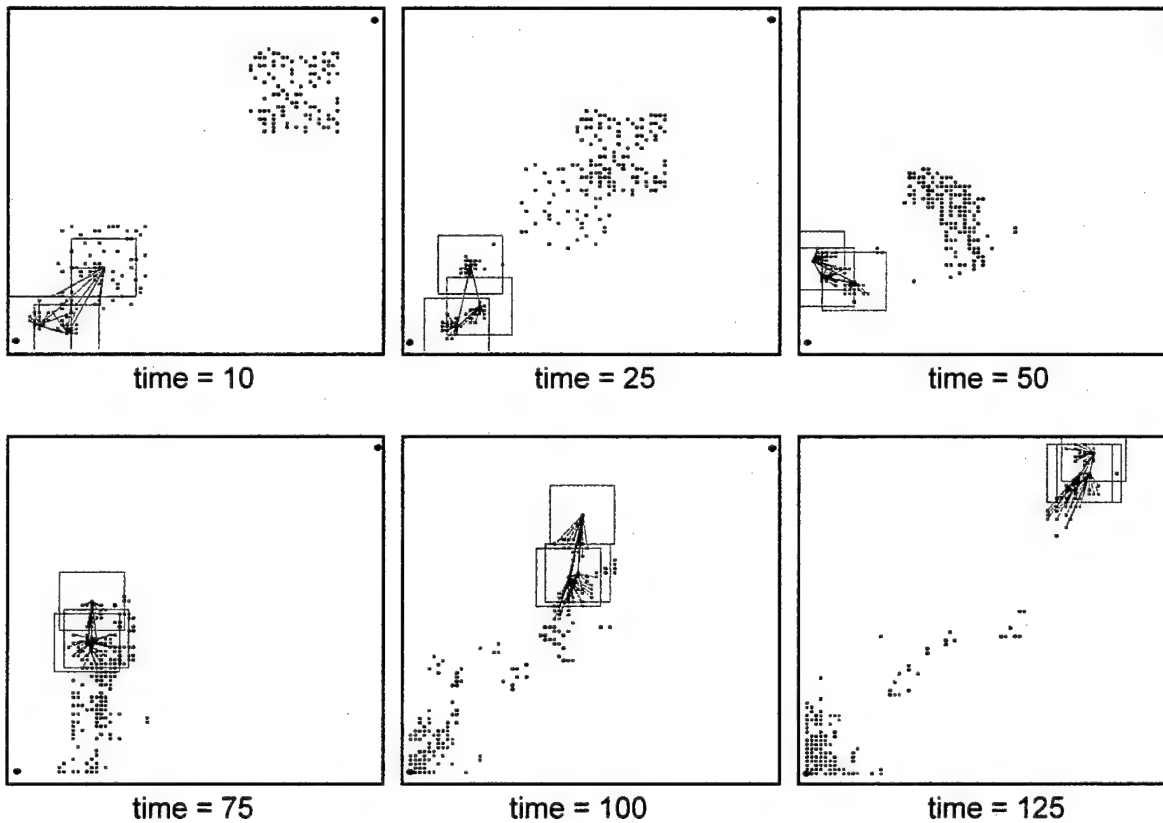 time = 10
time = 25
time = 50
time = 75
time = 100
time = 125